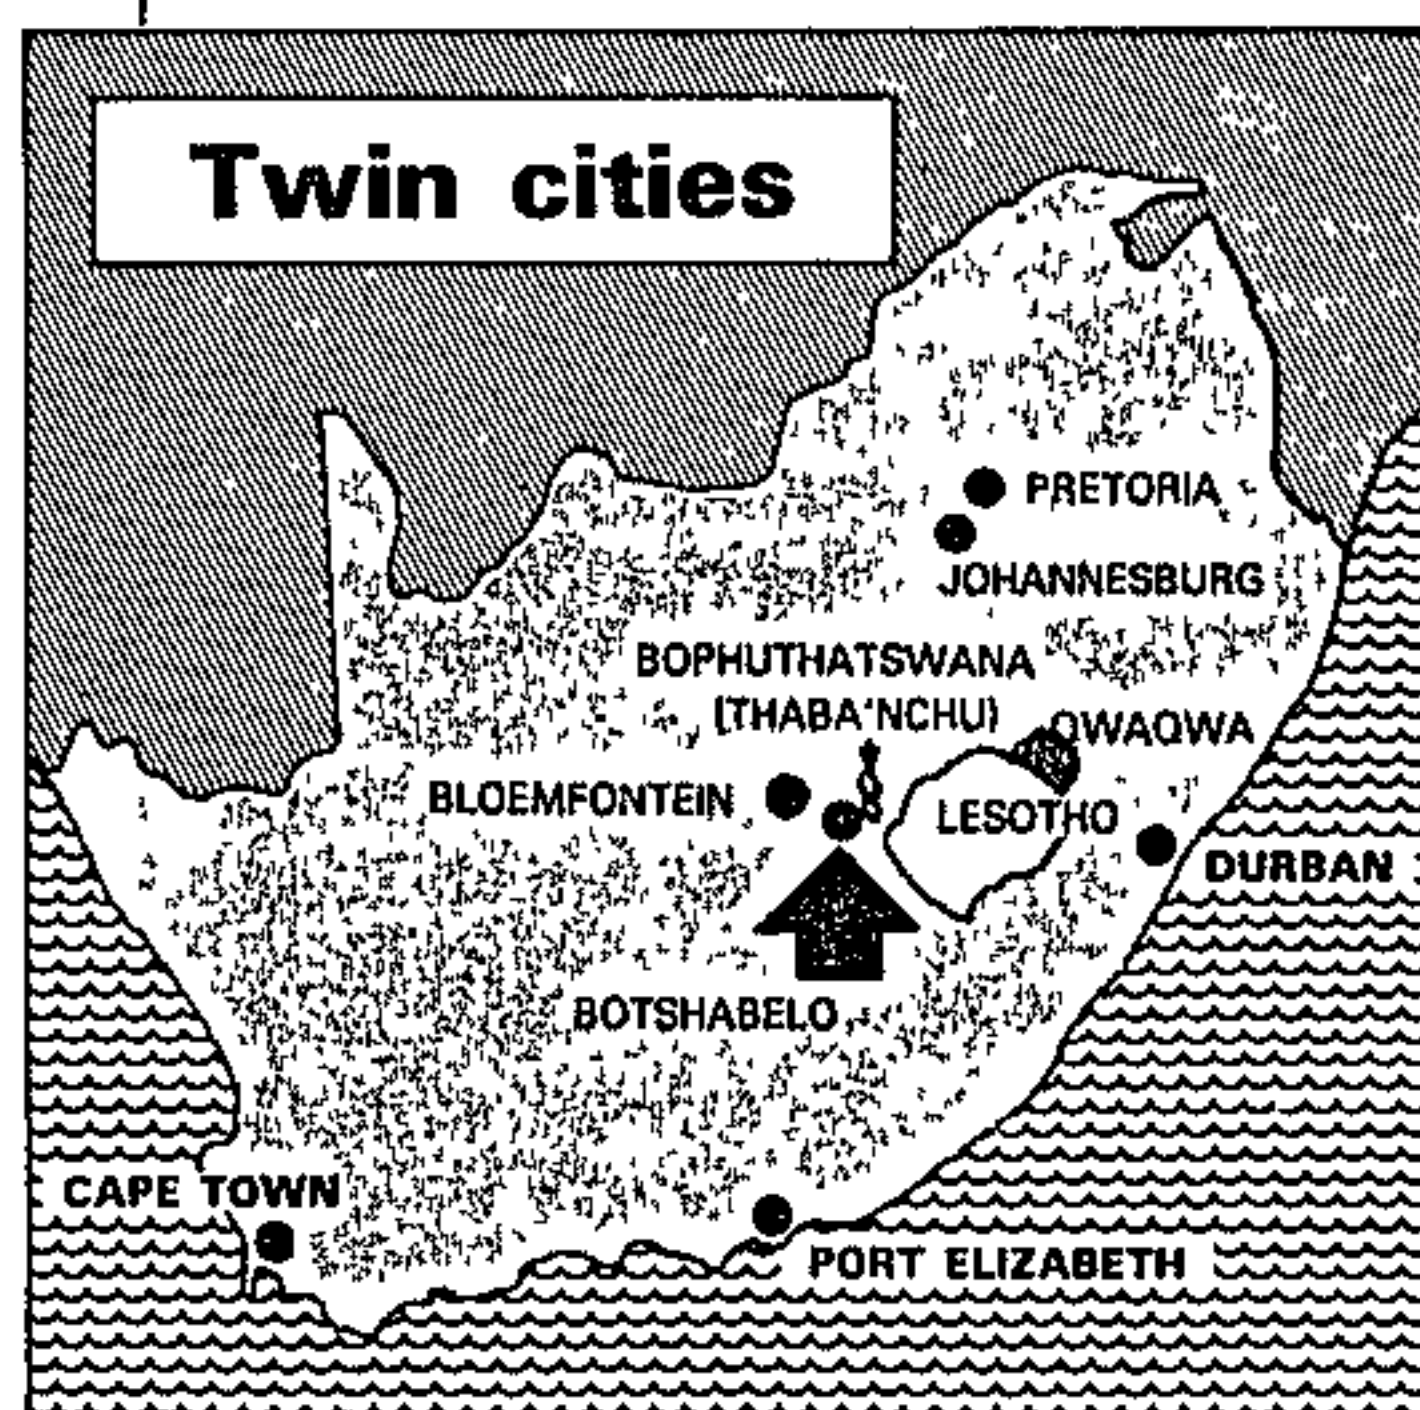 Twin cities
PRETORIA
JOHANNESBURG
BOPHUTHATSWANA
(THABA'NCHU)
QWAQWA
BLOEMFONTEIN
LESOTHO
DURBAN
BOTSHABELO
CAPE TOWN
PORT ELIZABETH